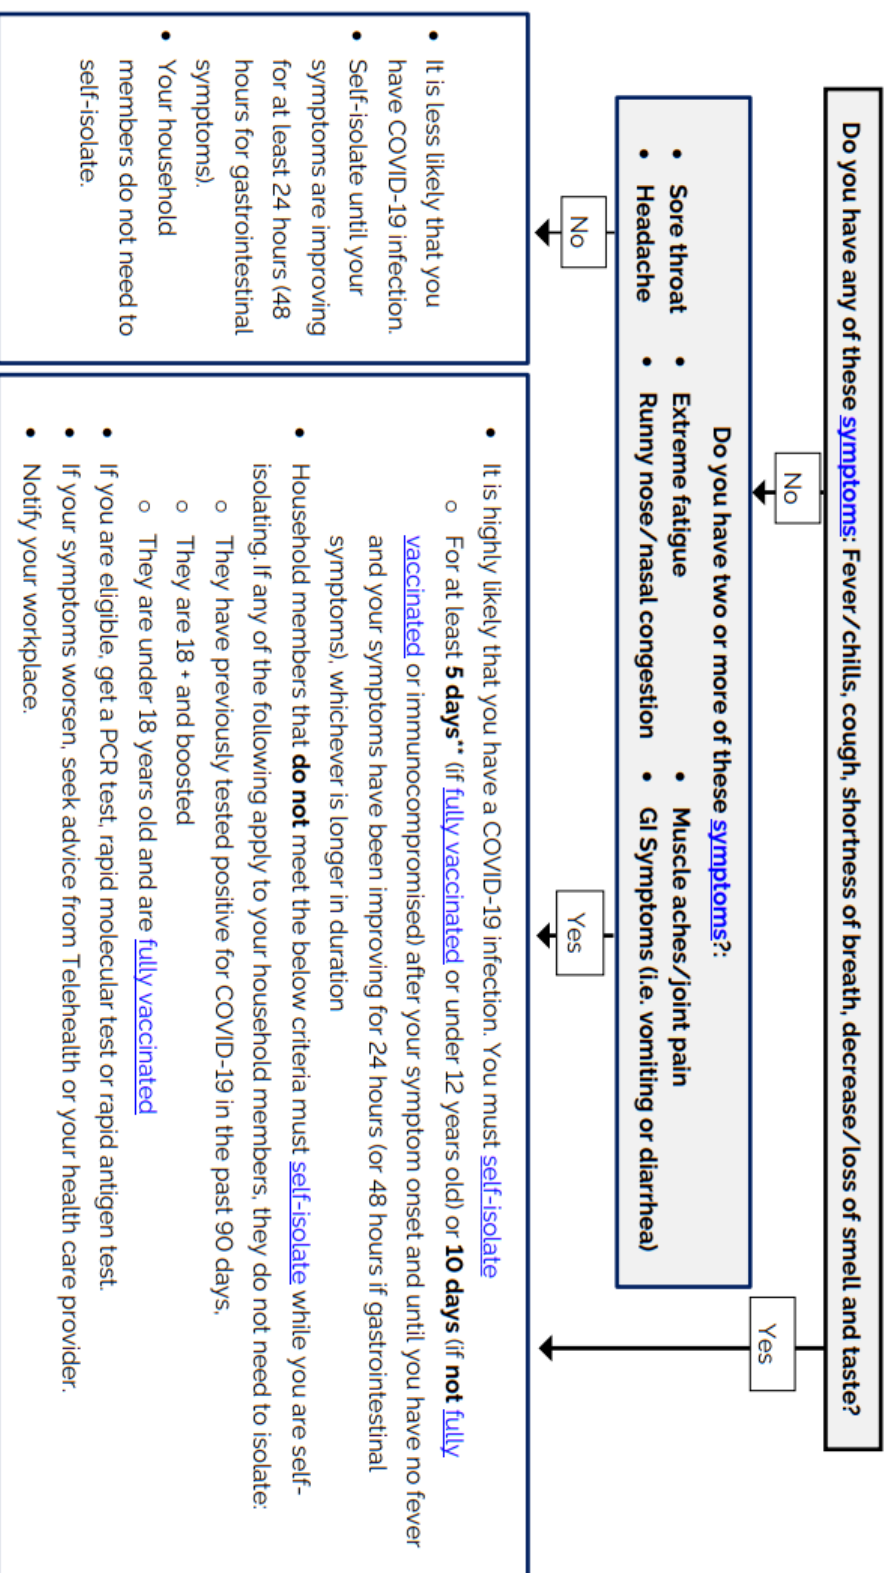 Do you have any of these symptoms: Fever/chills, cough, shortness of breath, decrease/loss of smell and taste?
No
Yes
Do you have two or more of these symptoms?:
• Sore throat • Extreme fatigue • Muscle aches/joint pain
• Headache • Runny nose/nasal congestion • GI Symptoms (i.e. vomiting or diarrhea)
No
Yes
• It is less likely that you
have COVID-19 infection.
• Self-isolate until your
symptoms are improving
for at least 24 hours (48
hours for gastrointestinal
symptoms).
• Your household
members do not need to
self-isolate.
• It is highly likely that you have a COVID-19 infection. You must self-isolate
○ For at least 5 days** (if fully vaccinated or under 12 years old) or 10 days (if not fully
vaccinated or immunocompromised) after your symptom onset and until you have no fever
and your symptoms have been improving for 24 hours (or 48 hours if gastrointestinal
symptoms), whichever is longer in duration
• Household members that do not meet the below criteria must self-isolate while you are self-
isolating. If any of the following apply to your household members, they do not need to isolate:
○ They have previously tested positive for COVID-19 in the past 90 days,
○ They are 18 + and boosted
○ They are under 18 years old and are fully vaccinated
• If you are eligible, get a PCR test, rapid molecular test or rapid antigen test.
• If your symptoms worsen, seek advice from Telehealth or your health care provider.
• Notify your workplace.